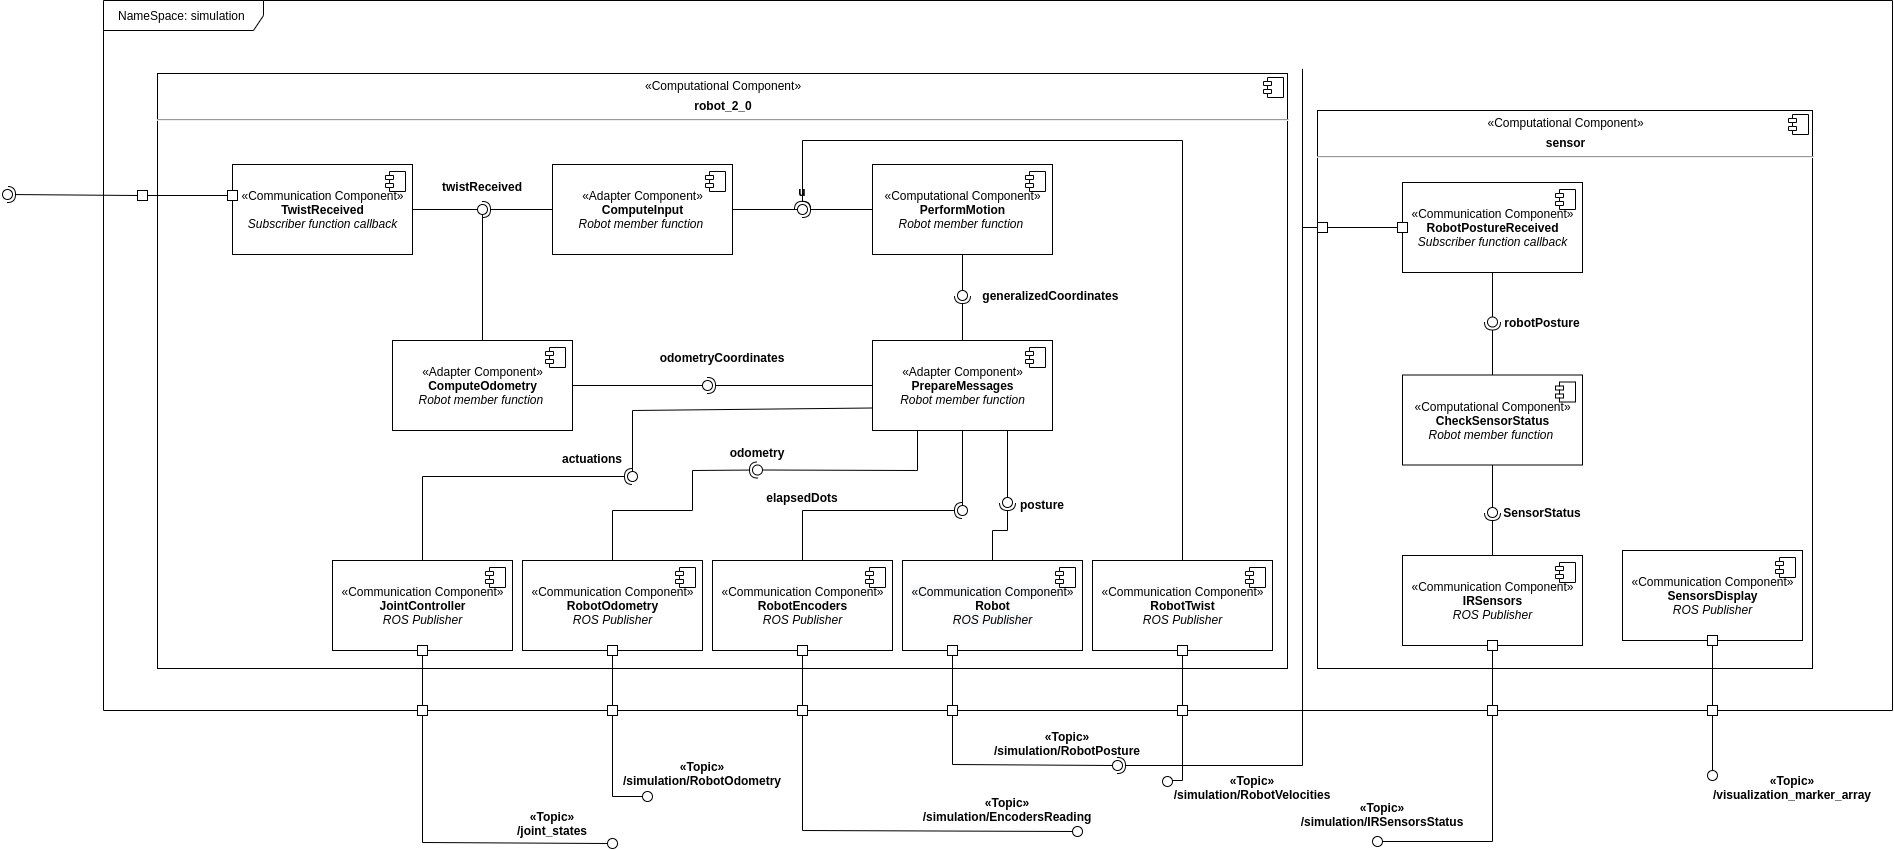 NameSpace: simulation
«Computational Component»
robot_2_0
«Communication Component»
TwistReceived
Subscriber function callback
twistReceived
«Adapter Component»
ComputeInput
Robot member function
u
«Computational Component»
PerformMotion
Robot member function
generalizedCoordinates
«Adapter Component»
ComputeOdometry
Robot member function
odometryCoordinates
«Adapter Component»
PrepareMessages
Robot member function
actuations
odometry
elapsedDots
posture
«Communication Component»
JointController
ROS Publisher
«Communication Component»
RobotOdometry
ROS Publisher
«Communication Component»
RobotEncoders
ROS Publisher
«Communication Component»
Robot
ROS Publisher
«Communication Component»
RobotTwist
ROS Publisher
«Computational Component»
sensor
«Communication Component»
RobotPostureReceived
Subscriber function callback
robotPosture
«Computational Component»
CheckSensorStatus
Robot member function
SensorStatus
«Communication Component»
IRSensors
ROS Publisher
«Communication Component»
SensorsDisplay
ROS Publisher
«Topic»
/simulation/RobotPosture
«Topic»
/simulation/RobotOdometry
«Topic»
/simulation/RobotVelocities
«Topic»
/visualization_marker_array
«Topic»
/simulation/EncodersReading
«Topic»
/simulation/IRSensorsStatus
«Topic»
/joint_states